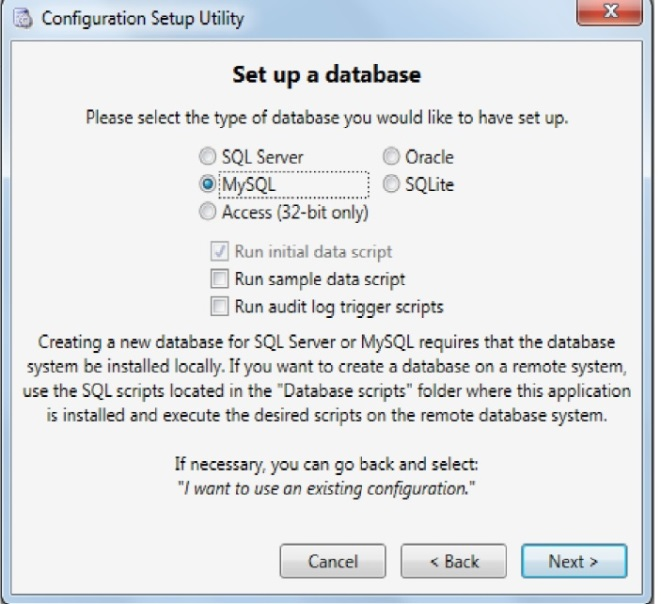 Configuration Setup Utility
Set up a database
Please select the type of database you would like to have set up.
SQL Server
Oracle
MySQL
SQLite
Access (32-bit only)
Run initial data script
Run sample data script
Run audit log trigger scripts
Creating a new database for SQL Server or MySQL requires that the database
system be installed locally. If you want to create a database on a remote system,
use the SQL scripts located in the "Database scripts" folder where this application
is installed and execute the desired scripts on the remote database system.
If necessary, you can go back and select:
"I want to use an existing configuration."
Cancel
< Back
Next >